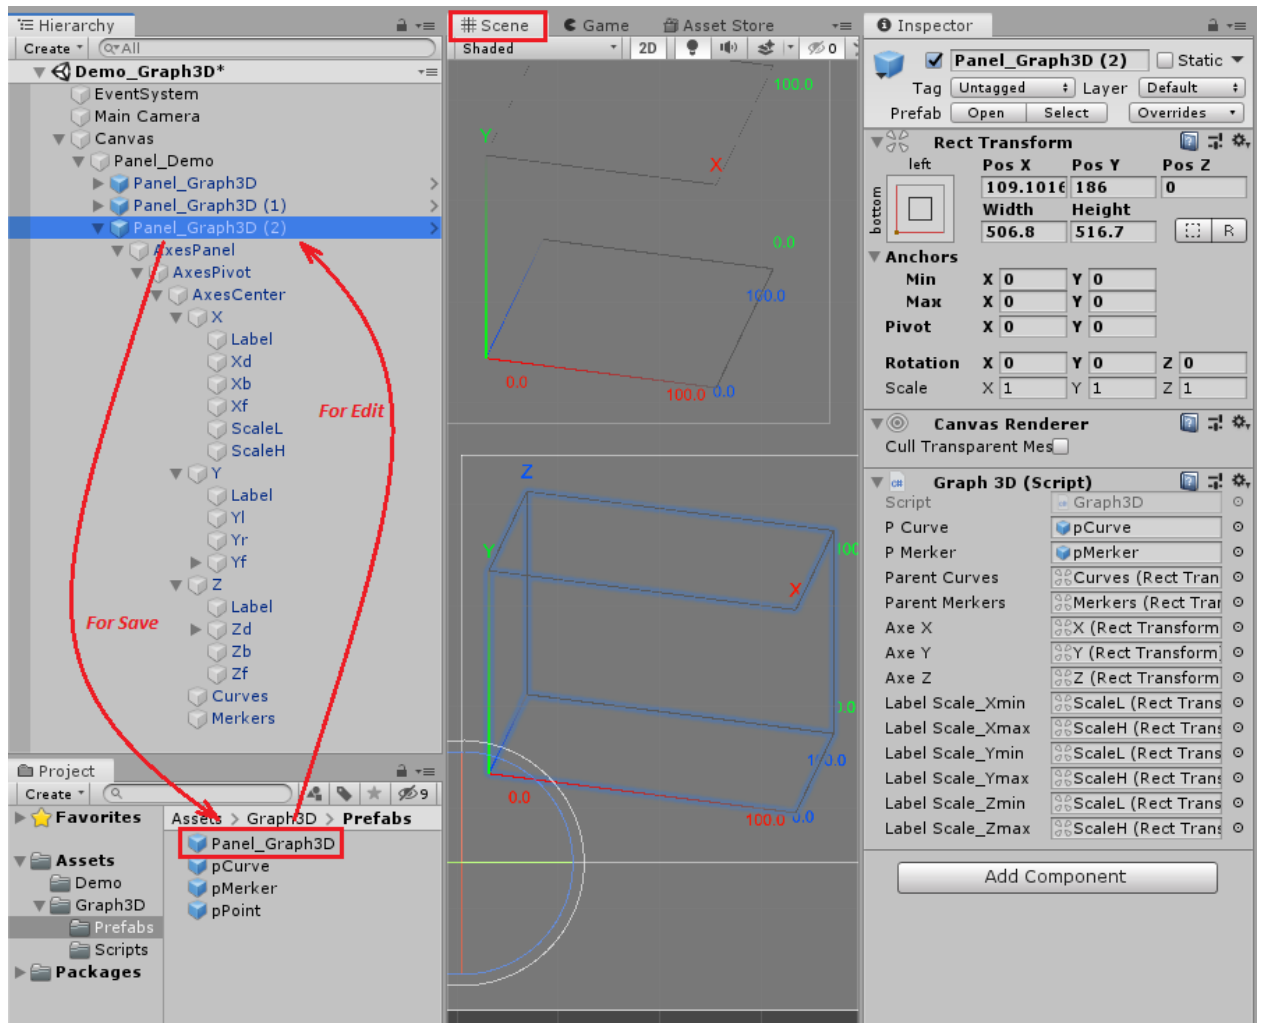 Hierarchy
Create
All
Demo_Graph3D*
EventSystem
Main Camera
Canvas
Panel_Demo
Panel_Graph3D
Panel_Graph3D (1)
Panel_Graph3D (2)
AxesPanel
AxesPivot
AxesCenter
X
Label
Xd
Xb
Xf
ScaleL
ScaleH
Y
Label
Yl
Yr
Yf
Z
Label
Zd
Zb
Zf
Curves
Merkers
For Edit
For Save
Project
Create
9
Favorites
Assets
Demo
Graph3D
Prefabs
Scripts
Packages
Assets > Graph3D > Prefabs
Panel_Graph3D
pCurve
pMerker
pPoint
Scene
Game
Asset Store
Shaded
2D
0
100.0
Y
X
0.0
100.0
0.0
100.0 0.0
Z
Y
100
X
0.0
100.0
0.0
100.0 0.0
Inspector
Panel_Graph3D (2)
Static
Tag Untagged Layer Default
Prefab Open Select Overrides
Rect Transform
left Pos X Pos Y Pos Z
bottom
109.1016 186 0
Width Height
506.8 516.7
R
Anchors
Min X 0 Y 0
Max X 0 Y 0
Pivot X 0 Y 0
Rotation X 0 Y 0 Z 0
Scale X 1 Y 1 Z 1
Canvas Renderer
Cull Transparent Mes
Graph 3D (Script)
Script Graph3D
P Curve pCurve
P Merker pMerker
Parent Curves Curves (Rect Tran
Parent Merkers Merkers (Rect Trar
Axe X X (Rect Transform
Axe Y Y (Rect Transform)
Axe Z Z (Rect Transform
Label Scale_Xmin ScaleL (Rect Trans
Label Scale_Xmax ScaleH (Rect Trans
Label Scale_Ymin ScaleL (Rect Trans
Label Scale_Ymax ScaleH (Rect Trans
Label Scale_Zmin ScaleL (Rect Trans
Label Scale_Zmax ScaleH (Rect Trans
Add Component